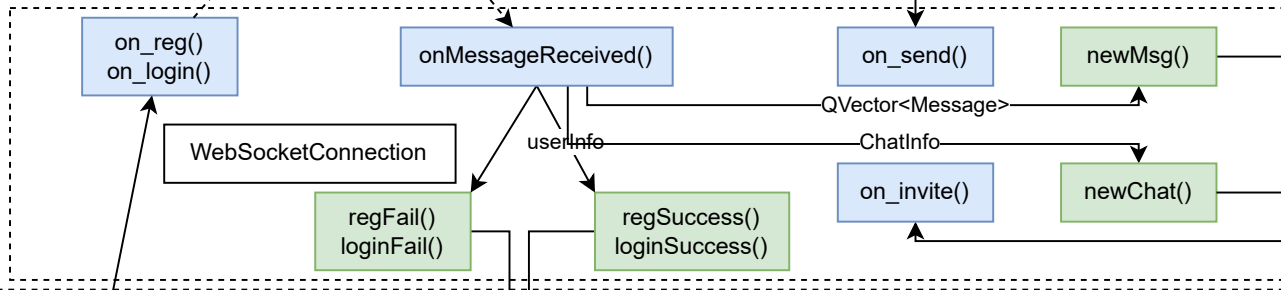 on_reg()
on_login()
onMessageReceived()
on_send()
newMsg()
QVector<Message>
WebSocketConnection
userInfo
ChatInfo
regFail()
loginFail()
regSuccess()
loginSuccess()
on_invite()
newChat()